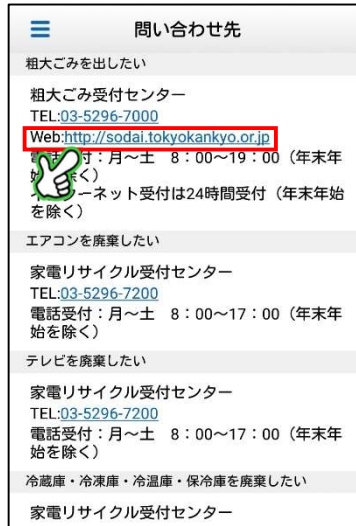 問い合わせ先
粗大ごみを出したい
粗大ごみ受付センター
TEL:03-5296-7000
Web:http://sodai.tokyokankyo.or.jp
付：月～土 8：00～19：00（年末年
く）
ーネット受付は24時間受付（年末年始
を除く）
エアコンを廃棄したい
家電リサイクル受付センター
TEL:03-5296-7200
電話受付：月～土 8：00～17：00（年末年
始を除く）
テレビを廃棄したい
家電リサイクル受付センター
TEL:03-5296-7200
電話受付：月～土 8：00～17：00（年末年
始を除く）
冷蔵庫・冷凍庫・冷温庫・保冷庫を廃棄したい
家電リサイクル受付センター